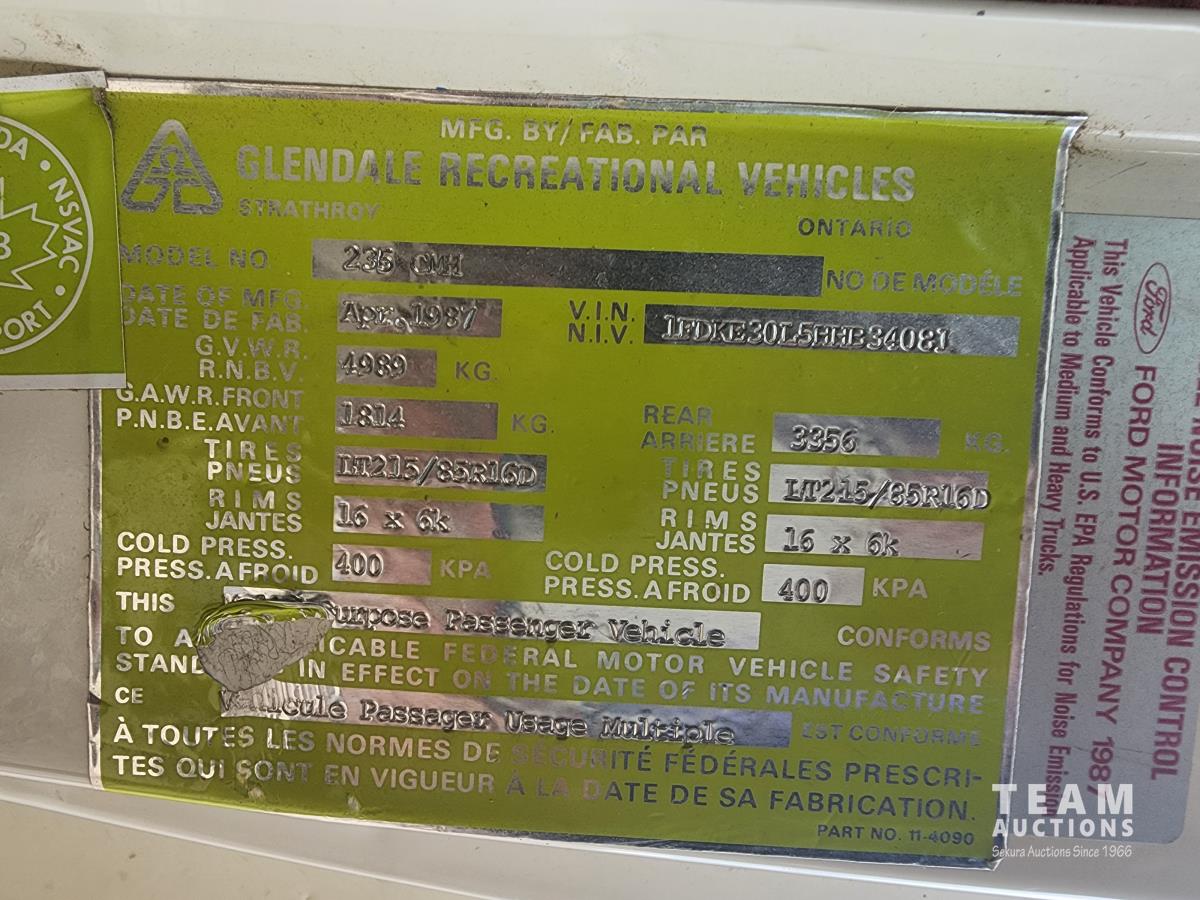 MFG. BY/ FAB. PAR
GLENDALE RECREATIONAL VEHICLES
STRATHROY
ONTARIO
MODEL NO 235 CMH NO DE MODÉLE
DATE OF MFG.
DATE DE FAB. Apr. 1987
V.I.N.
N.I.V. 1FDKE30L5HHB34081
G.V.W.R.
R.N.B.V. 4989 KG.
G.A.W.R. FRONT
P.N.B.E. AVANT 1814 KG.
REAR
ARRIERE 3356 KG.
TIRES
PNEUS LT215/85R16D
TIRES
PNEUS LT215/85R16D
RIMS
JANTES 16 x 6k
RIMS
JANTES 16 x 6k
COLD PRESS.
PRESS. A FROID 400 KPA
COLD PRESS.
PRESS. A FROID 400 KPA
THIS urpose Passenger Vehicle CONFORMS
TO A ICABLE FEDERAL MOTOR VEHICLE SAFETY
STAND IN EFFECT ON THE DATE OF ITS MANUFACTURE
CE Vehicule Passager Usage Multiple EST CONFORME
À TOUTES LES NORMES DE SÉCURITÉ FÉDÉRALES PRESCRI-
TES QUI SONT EN VIGUEUR À LA DATE DE SA FABRICATION.
PART NO. 11-4090
DA • NSVAC • PORT
Ford
FORD MOTOR COMPANY 1987
INFORMATION
NOISE EMISSION CONTROL
This Vehicle Conforms to U.S. EPA Regulations for Noise Emission
Applicable to Medium and Heavy Trucks.
TEAM
AUCTIONS
Sekura Auctions Since 1966